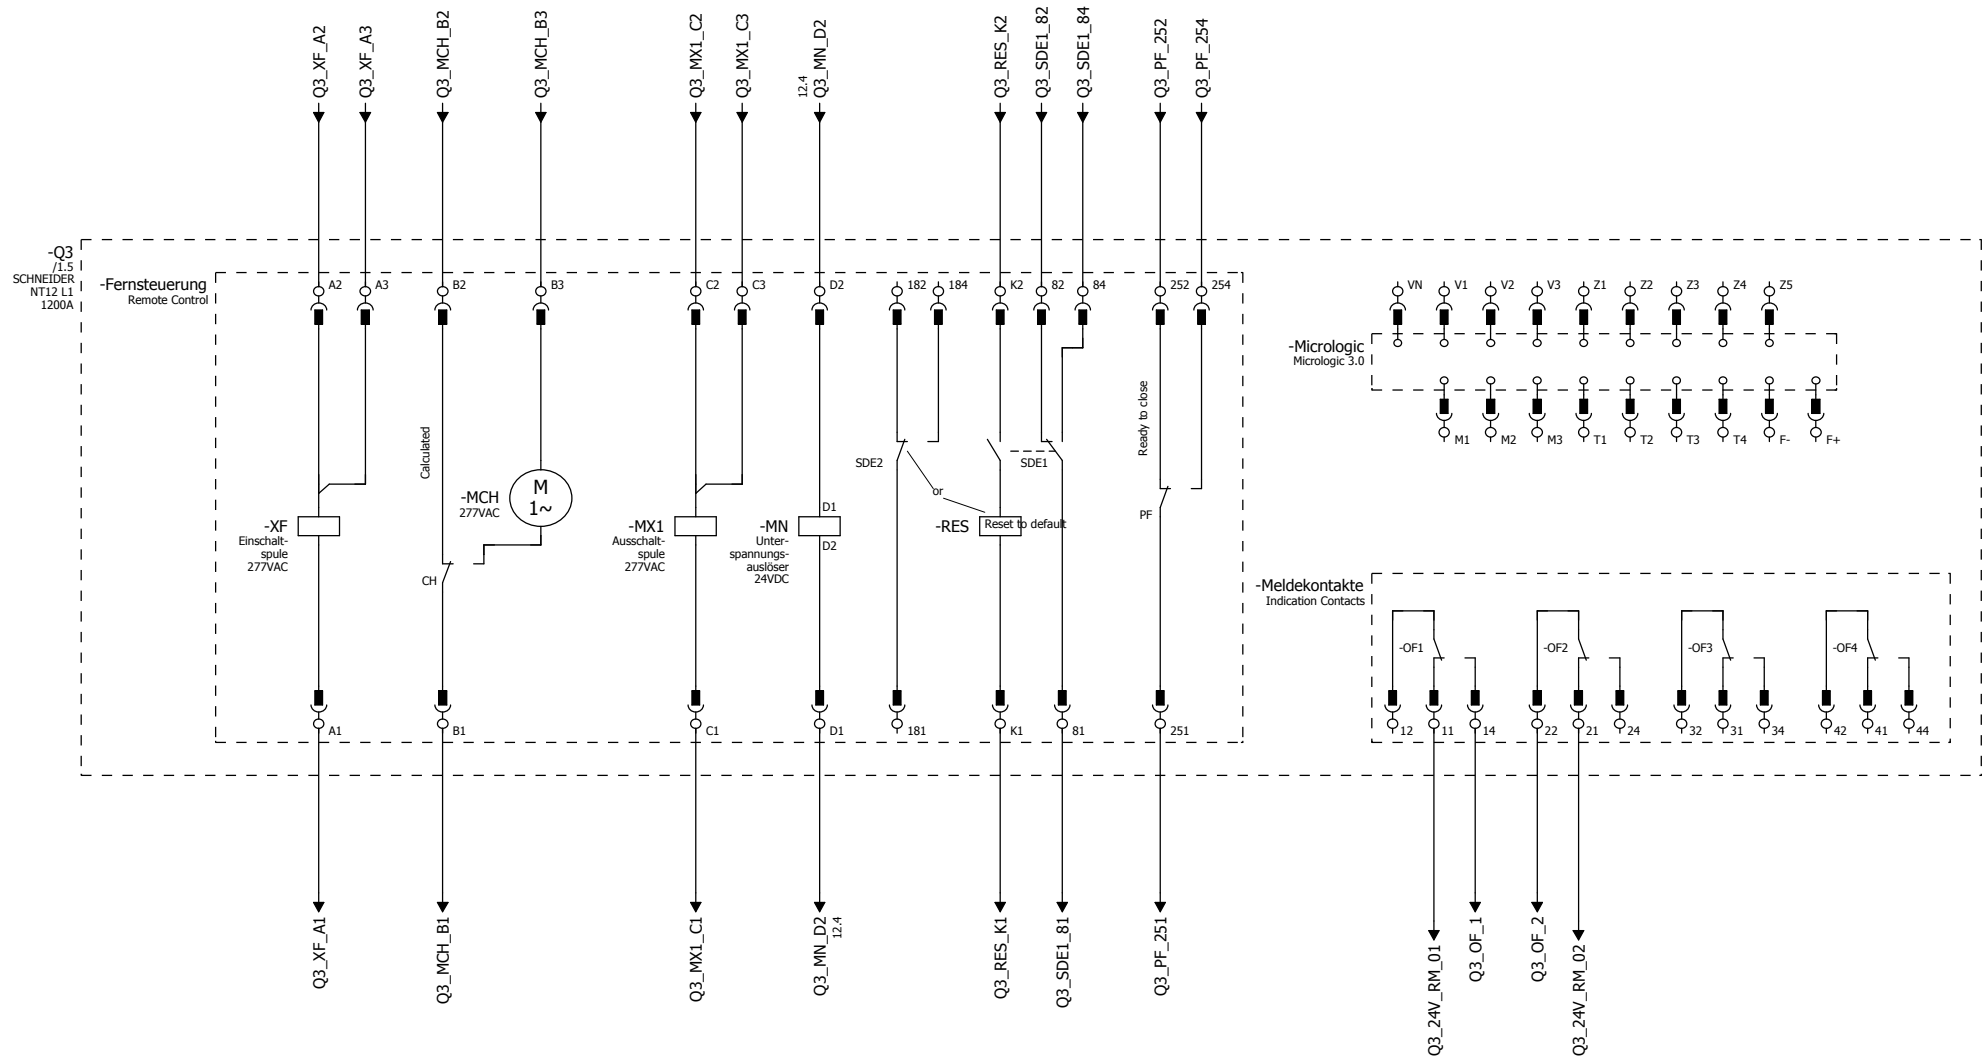 Q3_XF_A2
Q3_XF_A3
Q3_MCH_B2
Q3_MCH_B3
Q3_MX1_C2
Q3_MX1_C3
12.4
Q3_MN_D2
Q3_RES_K2
Q3_SDE1_82
Q3_SDE1_84
Q3_PF_252
Q3_PF_254
-Q3
/1.5
SCHNEIDER
NT12 L1
1200A
-Fernsteuerung
Remote Control
A2
A3
B2
B3
C2
C3
D2
182
184
K2
82
84
252
254
VN
V1
V2
V3
Z1
Z2
Z3
Z4
Z5
-Micrologic
Micrologic 3.0
M1
M2
M3
T1
T2
T3
T4
F-
F+
Calculated
Ready to close
SDE2
SDE1
or
-MCH
277VAC
M
1~
-XF
Einschalt-
spule
277VAC
CH
-MX1
Ausschalt-
spule
277VAC
-MN
Unter-
spannungs-
auslöser
24VDC
D1
D2
-RES
Reset to default
PF
-Meldekontakte
Indication Contacts
-OF1
-OF2
-OF3
-OF4
A1
B1
C1
D1
181
K1
81
251
12
11
14
22
21
24
32
31
34
42
41
44
Q3_XF_A1
Q3_MCH_B1
Q3_MX1_C1
Q3_MN_D2
12.4
Q3_RES_K1
Q3_SDE1_81
Q3_PF_251
Q3_24V_RM_01
Q3_OF_1
Q3_OF_2
Q3_24V_RM_02